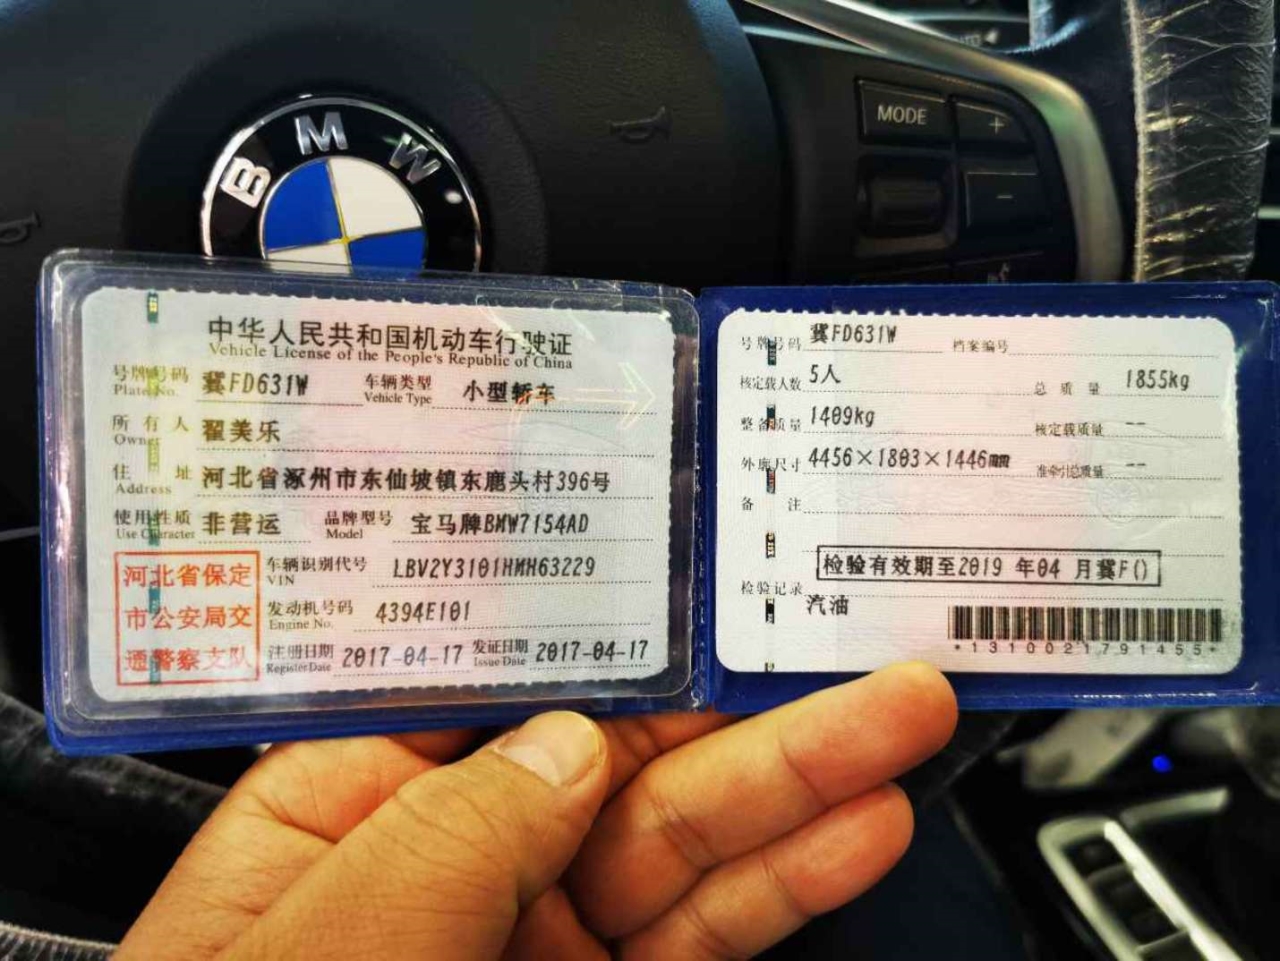 BMW
MODE
+
-
中华人民共和国机动车行驶证
Vehicle License of the People's Republic of China
号牌号码 冀FD631W 车辆类型 小型轿车
Plate No. Vehicle Type
所有人 翟美乐
Owner
住址 河北省涿州市东仙坡镇东鹿头村396号
Address
使用性质 非营运 品牌型号 宝马牌BMW7154AD
Use Character Model
河北省保定
市公安局交
通警察支队
车辆识别代号 LBV2Y3101HMH63229
VIN
发动机号码 4394E101
Engine No.
注册日期 2017-04-17 发证日期 2017-04-17
Register Date Issue Date
号牌号码 冀FD631W 档案编号
核定载人数 5人 总质量 1855kg
整备质量 1409kg 核定载质量 --
外廓尺寸 4456×1803×1446mm 准牵引总质量 --
备注
检验有效期至2019 年04 月冀F()
检验记录
汽油
*1310021791455*